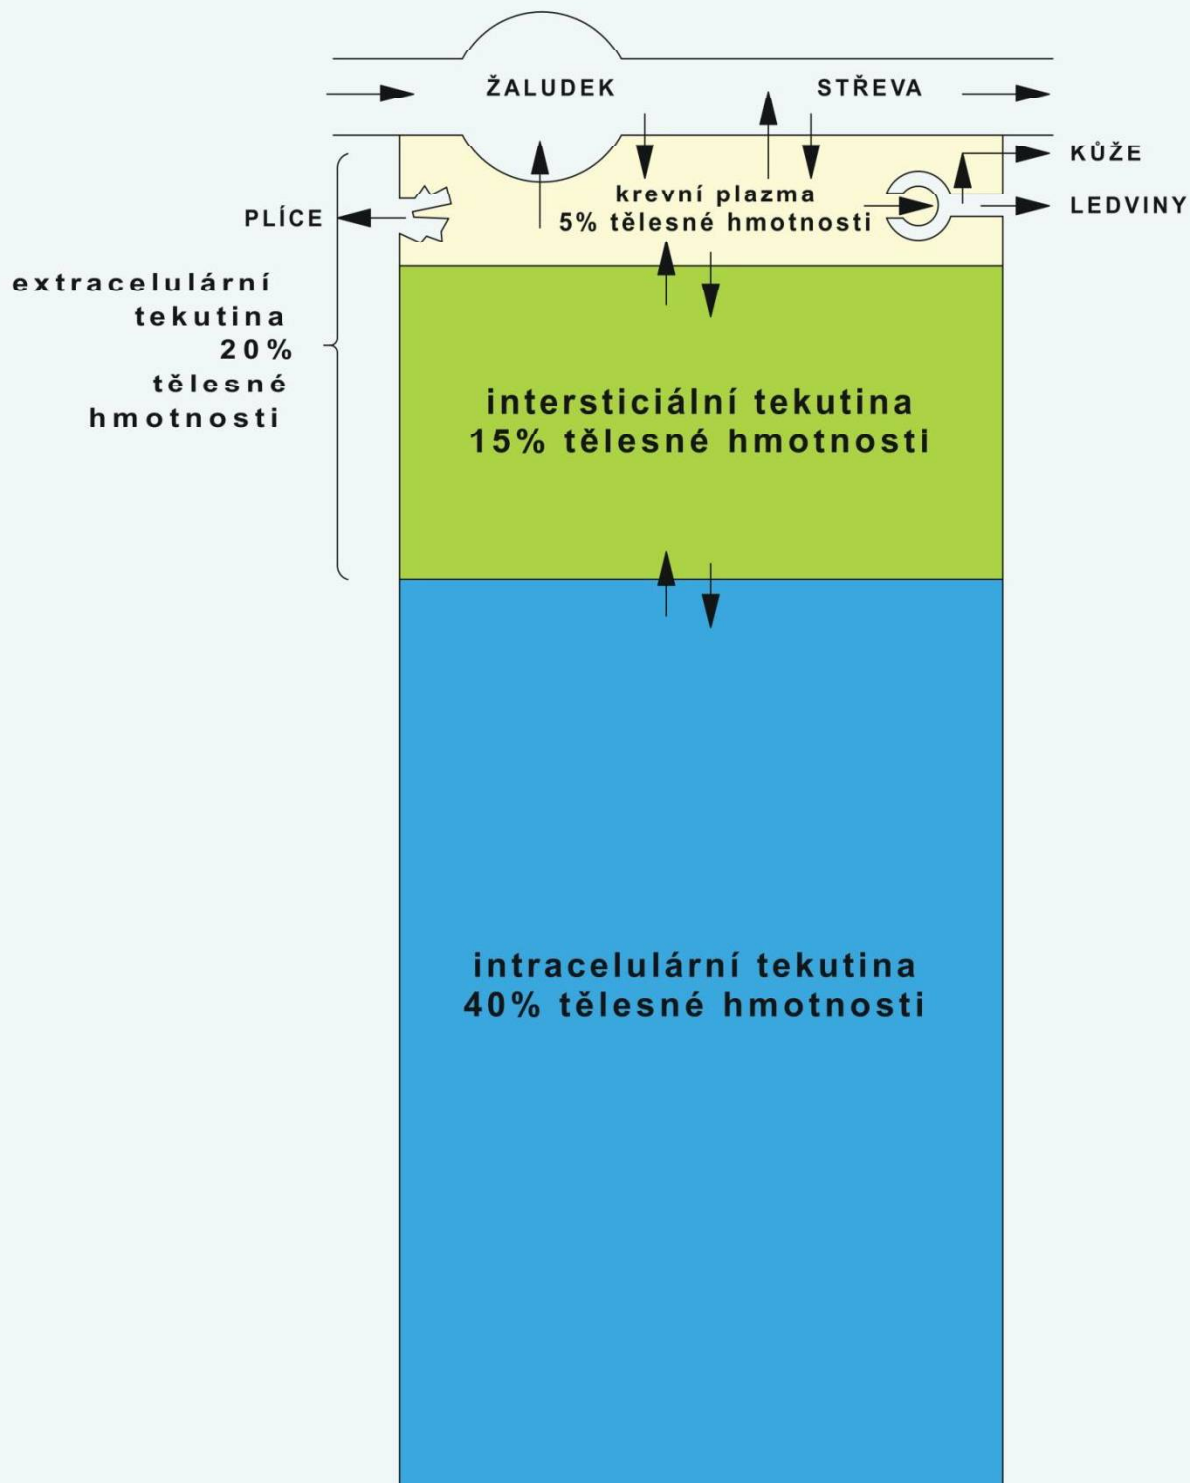 ŽALUDEK
STŘEVA
KŮŽE
krevní plazma
5% tělesné hmotnosti
LEDVINY
PLÍCE
extracelulární
tekutina
20%
tělesné
hmotnosti
intersticiální tekutina
15% tělesné hmotnosti
intracelulární tekutina
40% tělesné hmotnosti